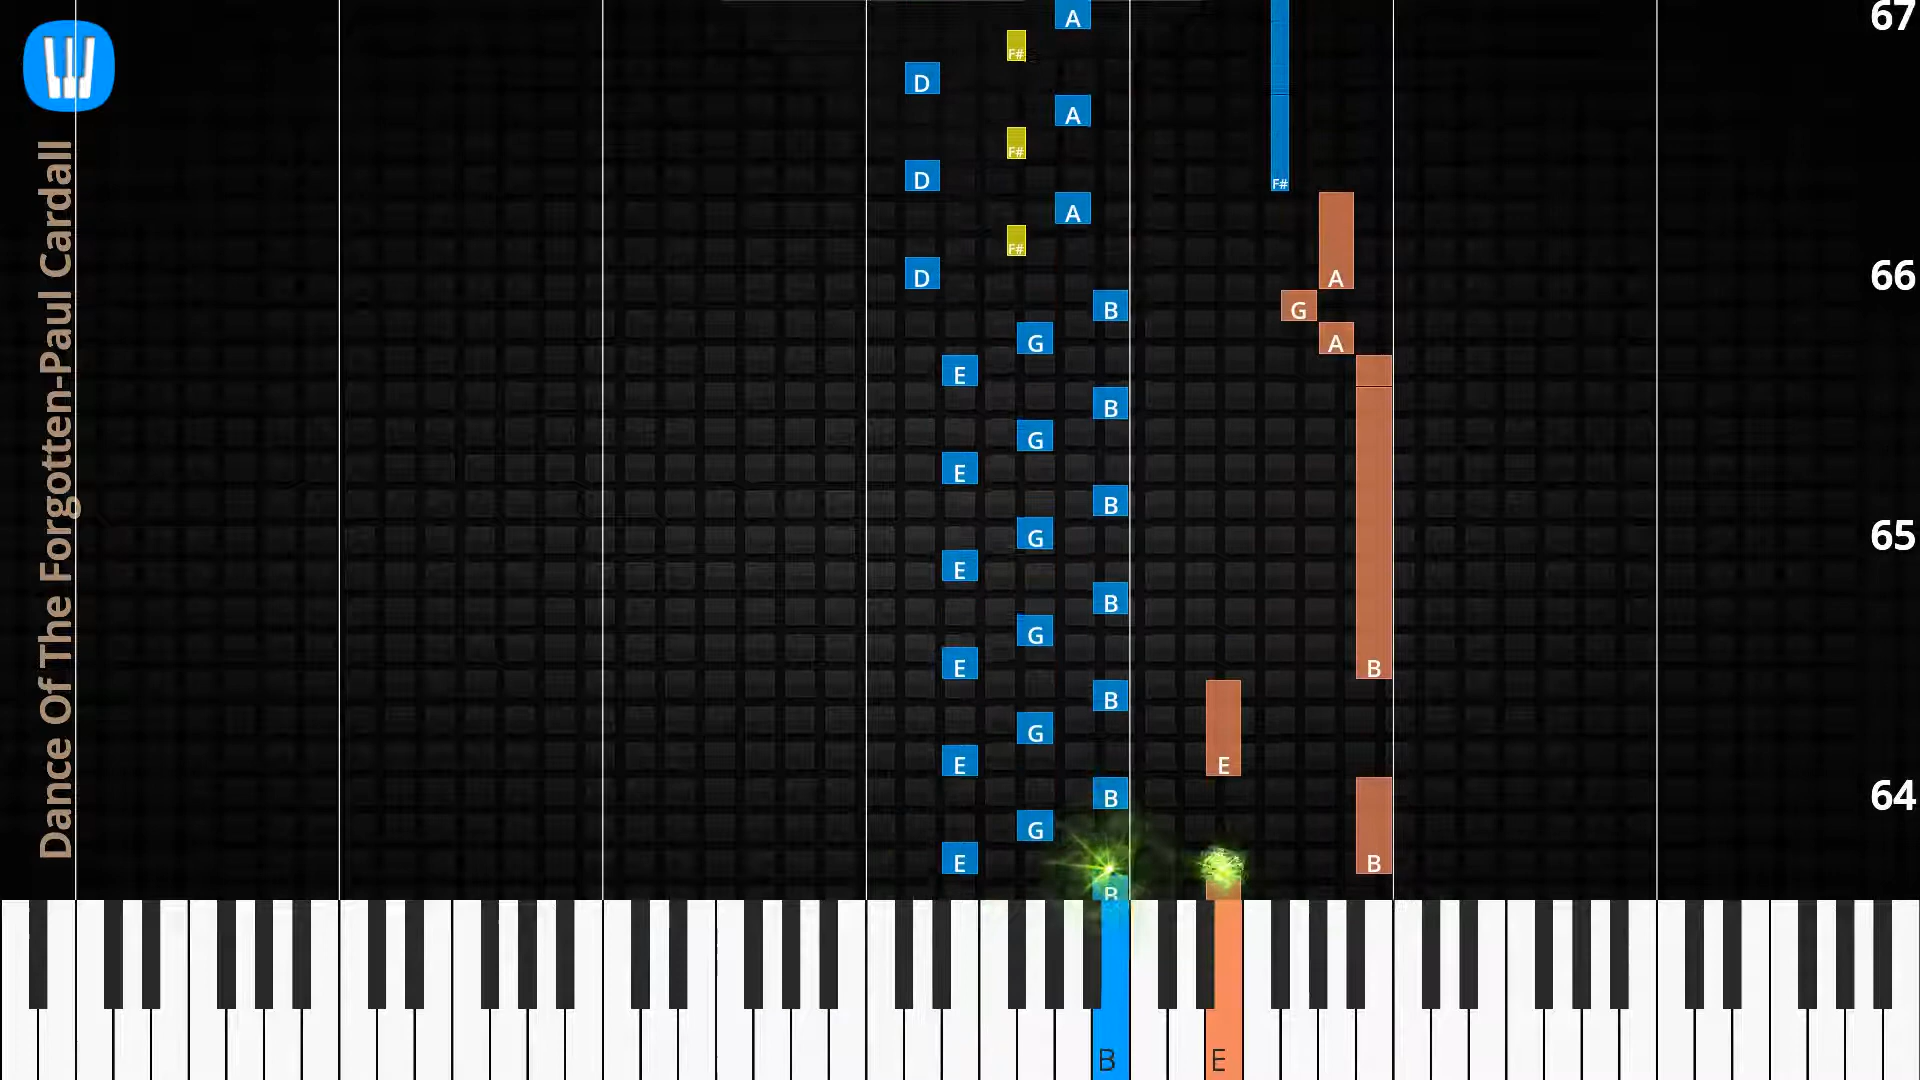 Dance Of The Forgotten-Paul Cardall
A 67
F#
D
A
F#
D F#
A
F#
D A 66
B G
G A
E
B
G
E
B
G 65
E
B
G
E B
B
G
E E
B 64
G
E B
B
B E